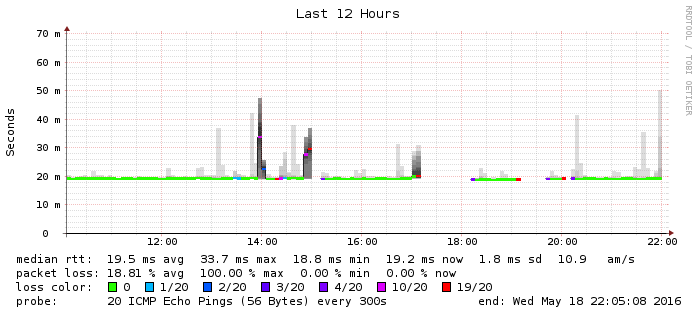 Last 12 Hours
RRDTOOL / TOBI OETIKER
70 m
60 m
50 m
40 m
30 m
20 m
10 m
0
Seconds
12:00 14:00 16:00 18:00 20:00 22:00
median rtt: 19.5 ms avg 33.7 ms max 18.8 ms min 19.2 ms now 1.8 ms sd 10.9 am/s
packet loss: 18.81 % avg 100.00 % max 0.00 % min 0.00 % now
loss color: 0 1/20 2/20 3/20 4/20 10/20 19/20
probe: 20 ICMP Echo Pings (56 Bytes) every 300s end: Wed May 18 22:05:08 2016